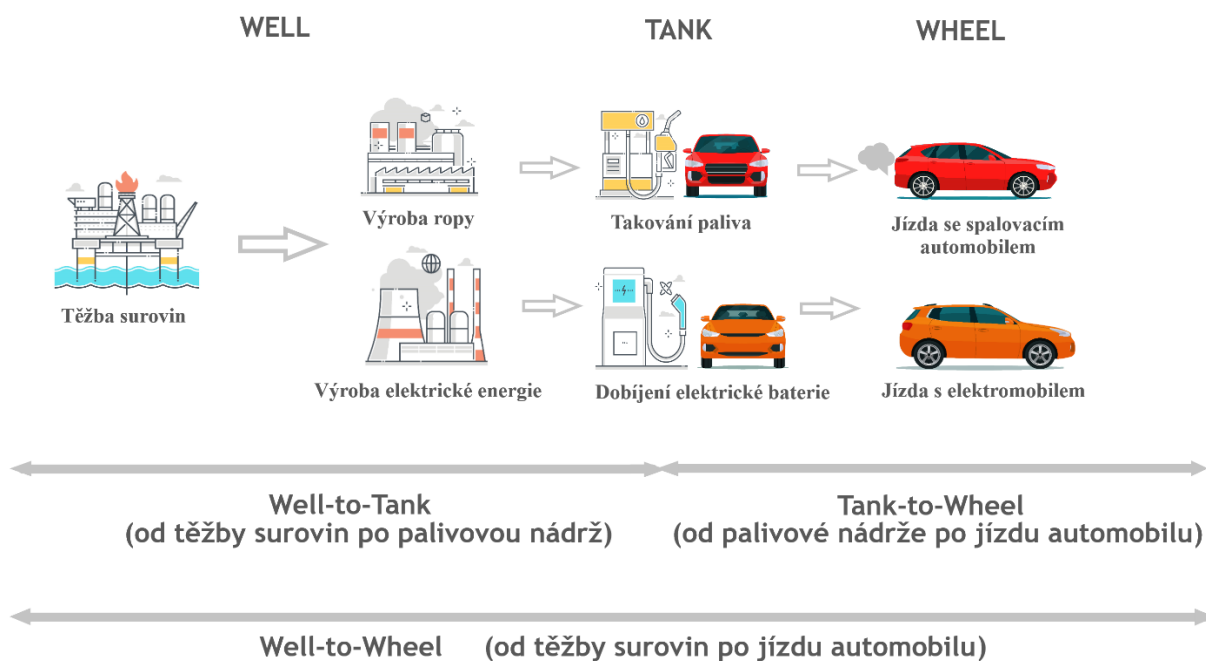 WELL
TANK
WHEEL
Těžba surovin
Výroba ropy
Takování paliva
Jízda se spalovacím
automobilem
Výroba elektrické energie
Dobíjení elektrické baterie
Jízda s elektromobilem
Well-to-Tank
(od těžby surovin po palivovou nádrž)
Tank-to-Wheel
(od palivové nádrže po jízdu automobilu)
Well-to-Wheel (od těžby surovin po jízdu automobilu)